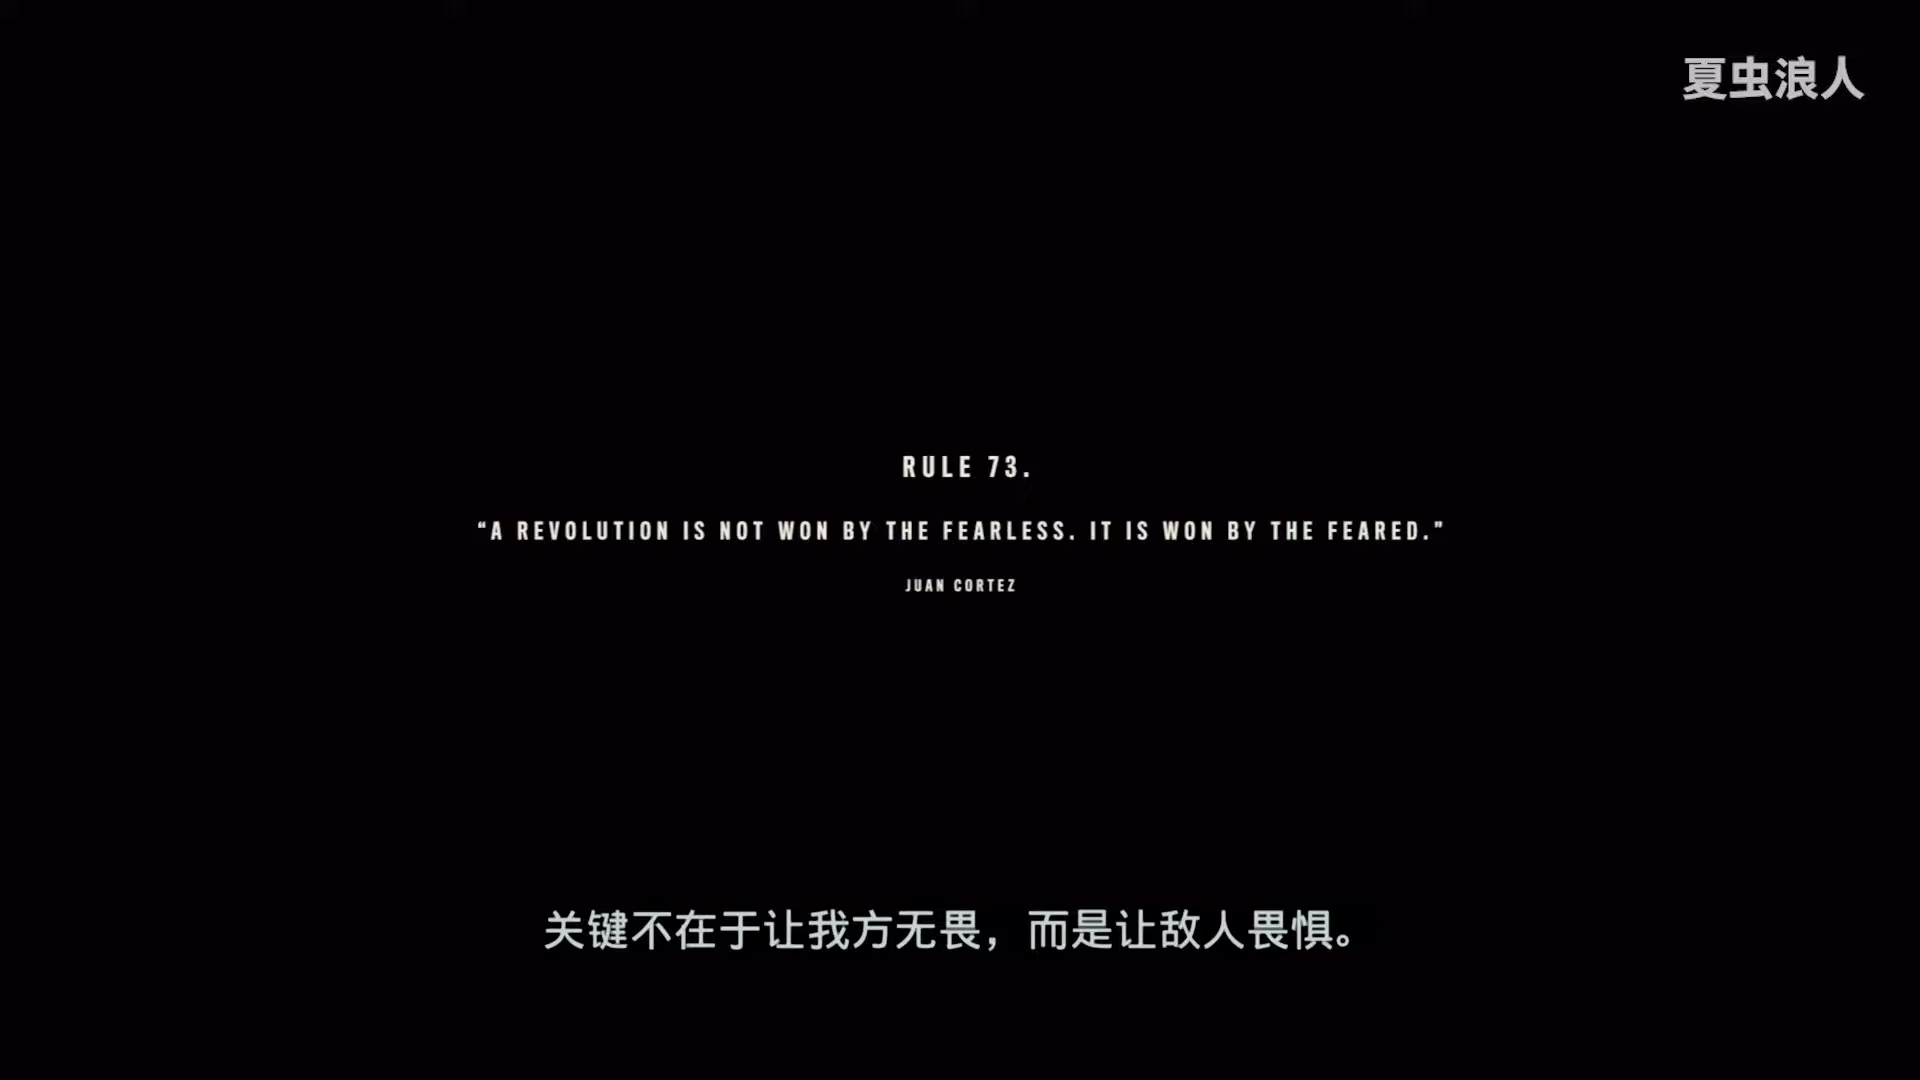 夏虫浪人
RULE 73.
“A REVOLUTION IS NOT WON BY THE FEARLESS. IT IS WON BY THE FEARED.”
JUAN CORTEZ
关键不在于让我方无畏，而是让敌人畏惧。